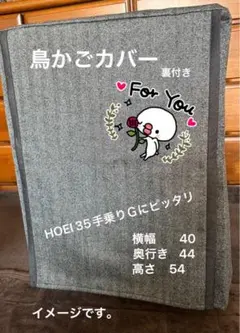 鳥かごカバー
裏付き
For You
HOEI 35手乗りGにピッタリ
横幅 40
奥行き 44
高さ 54
イメージです。